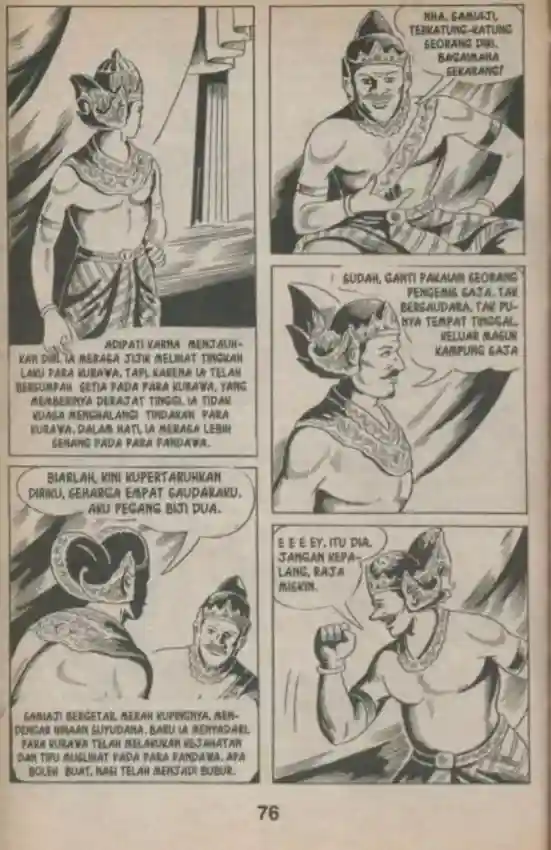 ADIPATI KARNA MENJAUH-
KAN DIRI. IA MERASA JIJIK MELIHAT TINGKAH
LAKU PARA KURAWA. TAPI, KARENA IA TELAH
BERSUMPAH SETIA PADA PARA KURAWA, YANG
MEMBERINYA DERAJAT TINGGI, IA TIDAK
KUASA MENGHALANGI TINDAKAN PARA
KURAWA. DALAM HATI, IA MERASA LEBIH
SENANG PADA PARA PANDAWA.
NHA, SAMIAJI,
TERKATUNG-KATUNG
SEORANG DIRI.
BAGAIMANA
SEKARANG?
SUDAH, GANTI PAKAIAN SEORANG
PENGEMIS SAJA. TAK
BERSAUDARA, TAK PU-
NYA TEMPAT TINGGAL.
KELUAR MASUK
KAMPUNG SAJA
BIARLAH, KINI KUPERTARUHKAN
DIRIKU, SEHARGA EMPAT SAUDARAKU.
AKU PEGANG BIJI DUA.
SAMIAJI BERGETAR, MERAH KUPINGNYA, MEN-
DENGAR HINAAN SUYUDANA. BARU IA MENYADARI,
PARA KURAWA TELAH MELAKUKAN KEJAHATAN
DAN TIPU MUSLIHAT PADA PARA PANDAWA. APA
BOLEH BUAT, NASI TELAH MENJADI BUBUR.
E E E EY, ITU DIA.
JANGAN KEPA-
LANG, RAJA
MISKIN.
76